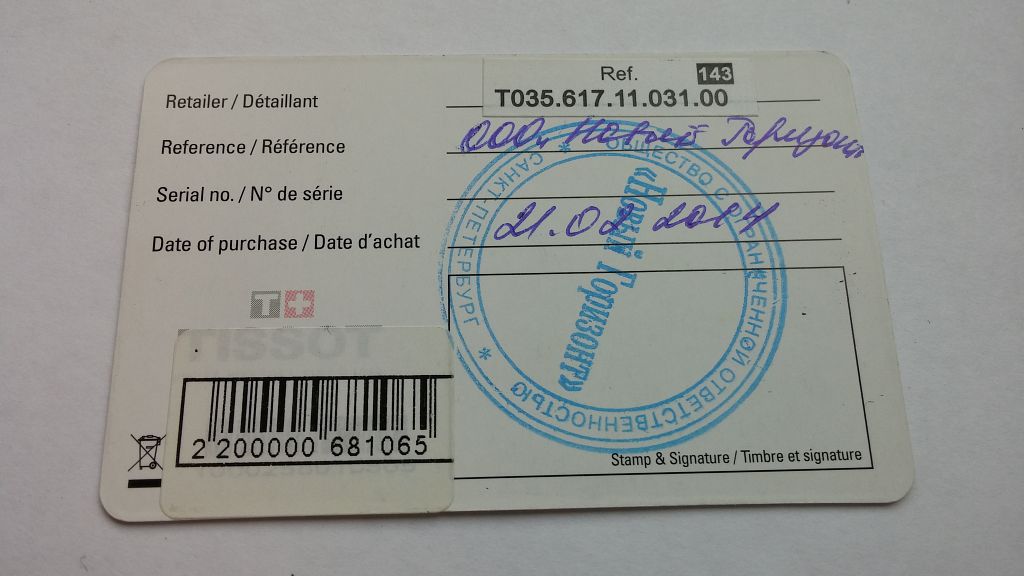 Ref. 143
Retailer / Détaillant
T035.617.11.031.00
Reference / Référence
ООО „Новый Горизонт
Serial no. / N° de série
21.02 2014
Date of purchase / Date d'achat
ОБЩЕСТВО С ОГРАНИЧЕННОЙ ОТВЕТСТВЕННОСТЬЮ
* САНКТ-ПЕТЕРБУРГ *
«Новый Горизонт»
T+
TISSOT
2 200000 681065
Stamp & Signature / Timbre et signature